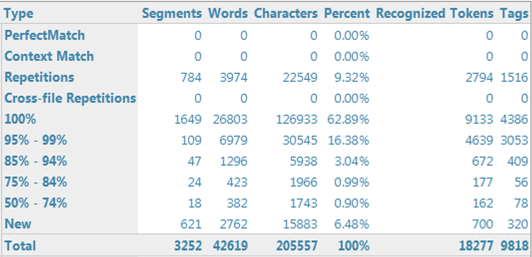 Type Segments Words Characters Percent Recognized Tokens Tags
PerfectMatch 0 0 0 0.00% 0 0
Context Match 0 0 0 0.00% 0 0
Repetitions 784 3974 22549 9.32% 2794 1516
Cross-file Repetitions 0 0 0 0.00% 0 0
100% 1649 26803 126933 62.89% 9133 4386
95% - 99% 109 6979 30545 16.38% 4639 3053
85% - 94% 47 1296 5938 3.04% 672 409
75% - 84% 24 423 1966 0.99% 177 56
50% - 74% 18 382 1743 0.90% 162 78
New 621 2762 15883 6.48% 700 320
Total 3252 42619 205557 100% 18277 9818